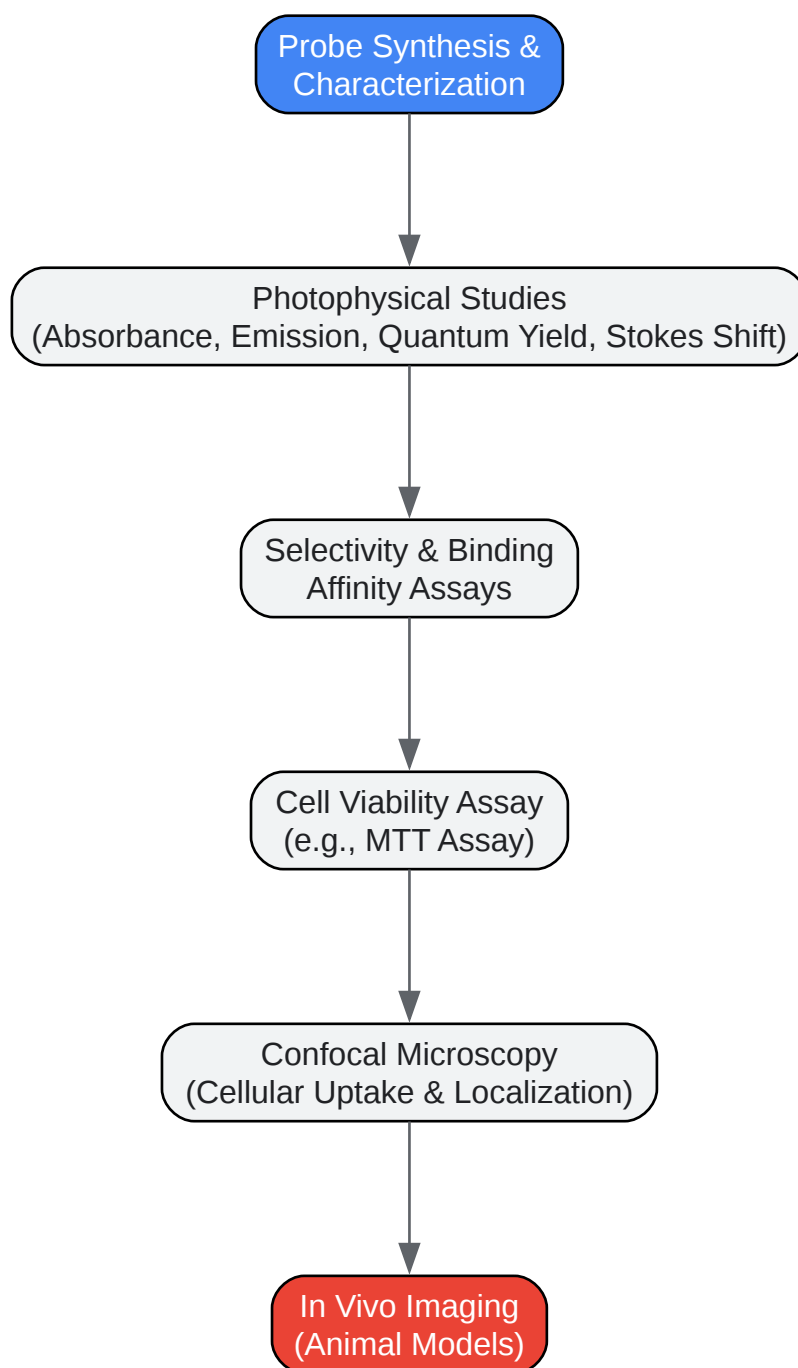 Probe Synthesis &
Characterization
Photophysical Studies
(Absorbance, Emission, Quantum Yield, Stokes Shift)
Selectivity & Binding
Affinity Assays
Cell Viability Assay
(e.g., MTT Assay)
Confocal Microscopy
(Cellular Uptake & Localization)
In Vivo Imaging
(Animal Models)